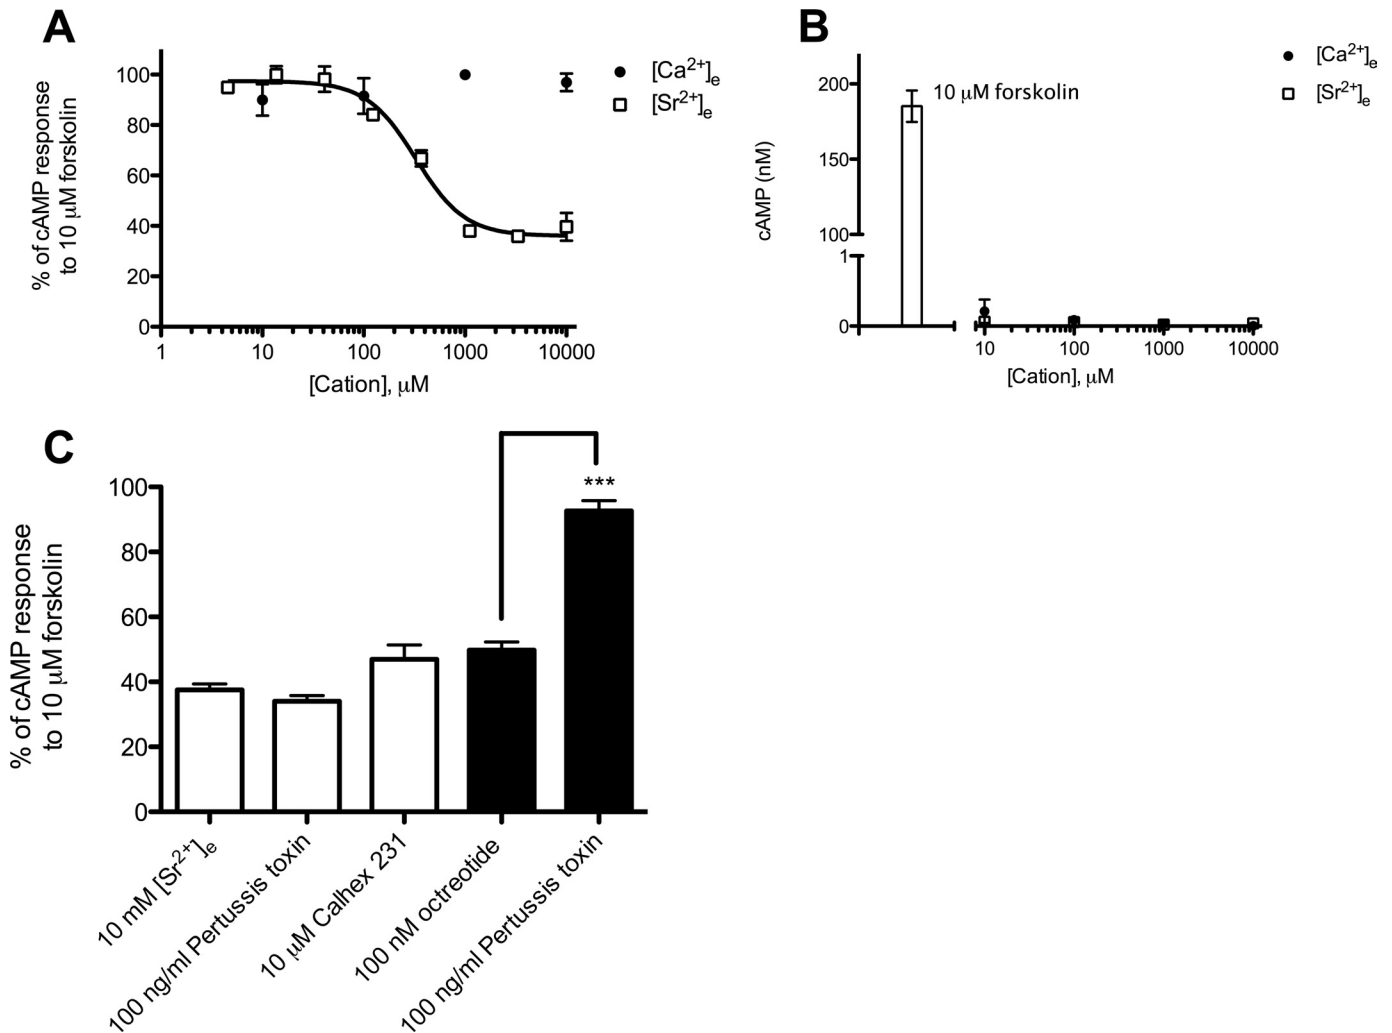 A
% of cAMP response
to 10 μM forskolin
100
80
60
40
20
0
1
10
100
1000
10000
[Cation], μM
[Ca2+]e
[Sr2+]e
B
cAMP (nM)
200
150
100
1
0
10 μM forskolin
10
100
1000
10000
[Cation], μM
[Ca2+]e
[Sr2+]e
C
% of cAMP response
to 10 μM forskolin
100
80
60
40
20
0
***
10 mM [Sr2+]e
100 ng/ml Pertussis toxin
10 μM Calhex 231
100 nM octreotide
100 ng/ml Pertussis toxin